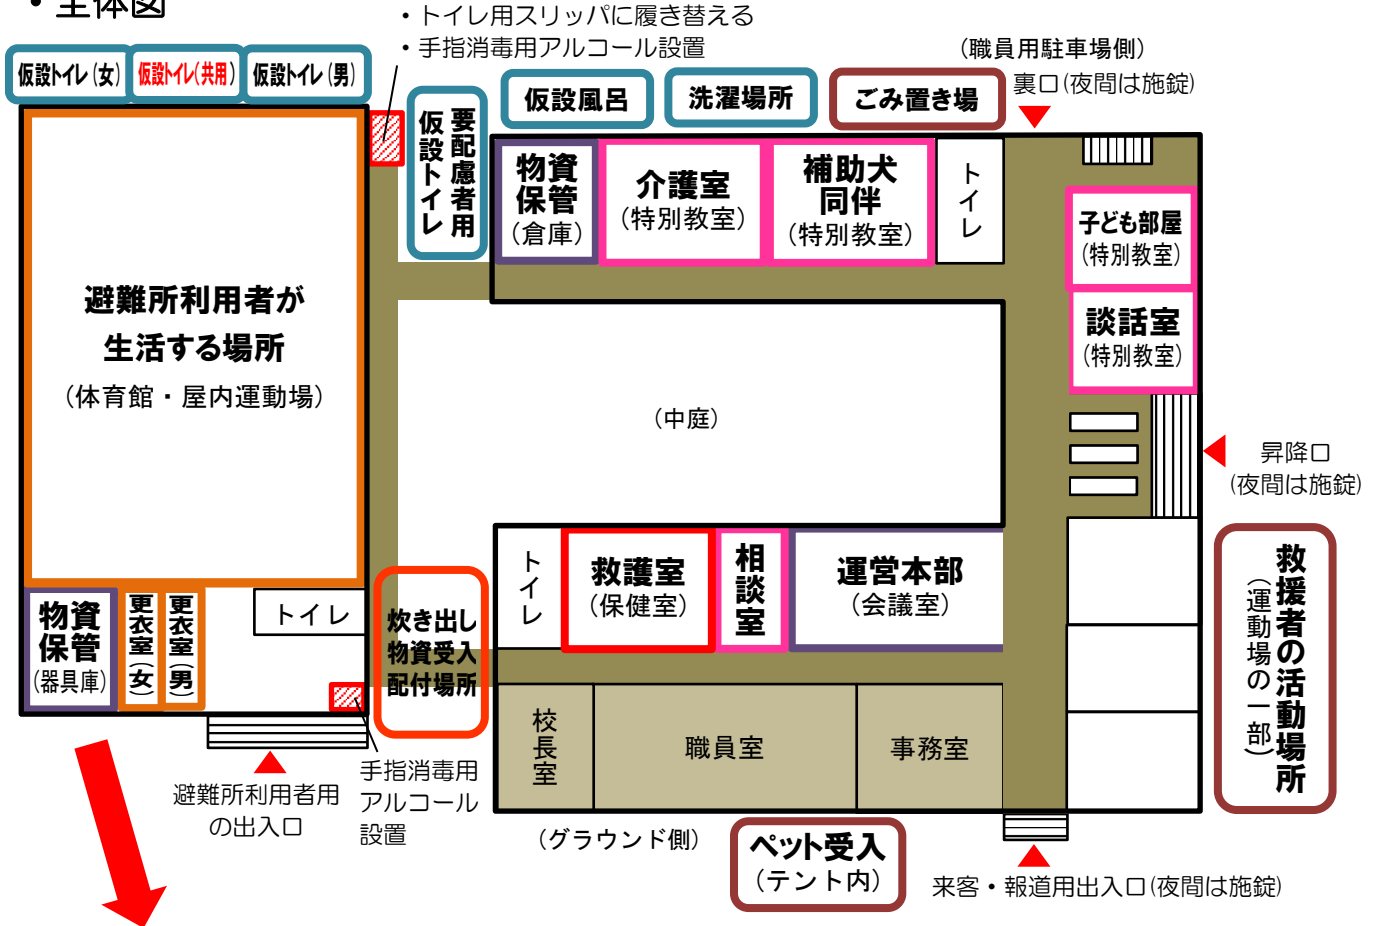 ・全体図
・トイレ用スリッパに履き替える
・手指消毒用アルコール設置
仮設トイレ(女)
仮設トイレ(共用)
仮設トイレ(男)
要配慮者用
仮設トイレ
仮設風呂
洗濯場所
ごみ置き場
(職員用駐車場側)
裏口(夜間は施錠)
物資
保管
(倉庫)
介護室
(特別教室)
補助犬
同伴
(特別教室)
トイレ
子ども部屋
(特別教室)
談話室
(特別教室)
避難所利用者が
生活する場所
(体育館・屋内運動場)
(中庭)
昇降口
(夜間は施錠)
物資
保管
(器具庫)
更衣室(女)
更衣室(男)
トイレ
炊き出し
物資受入
配付場所
トイレ
救護室
(保健室)
相談室
運営本部
(会議室)
救援者の活動場所
(運動場の一部)
校長室
職員室
事務室
避難所利用者用
の出入口
手指消毒用
アルコール
設置
(グラウンド側)
ペット受入
(テント内)
来客・報道用出入口(夜間は施錠)